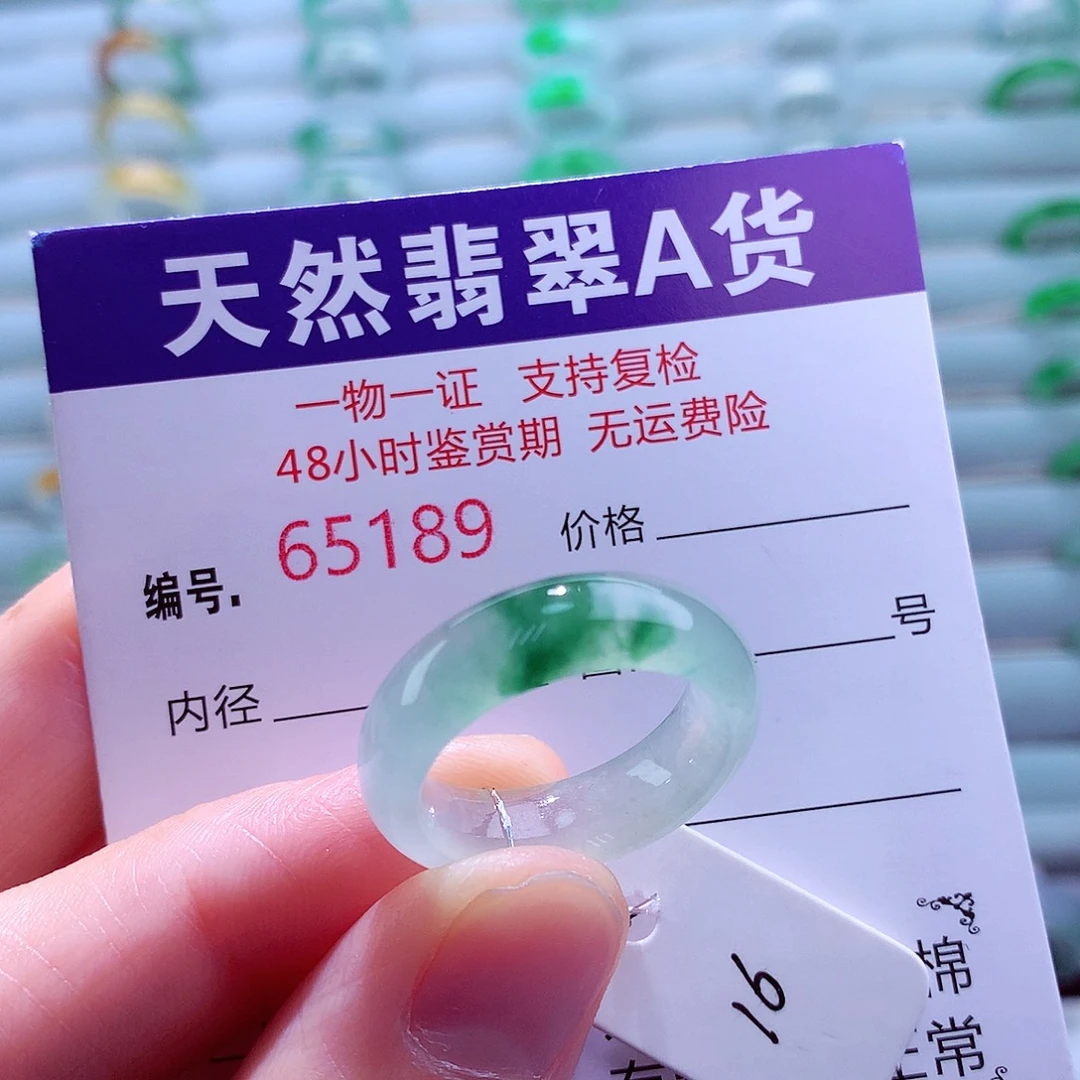 天然翡翠A货
一物一证 支持复检
48小时鉴赏期 无运费险
编号. 65189 价格
号
内径
棉
常
16